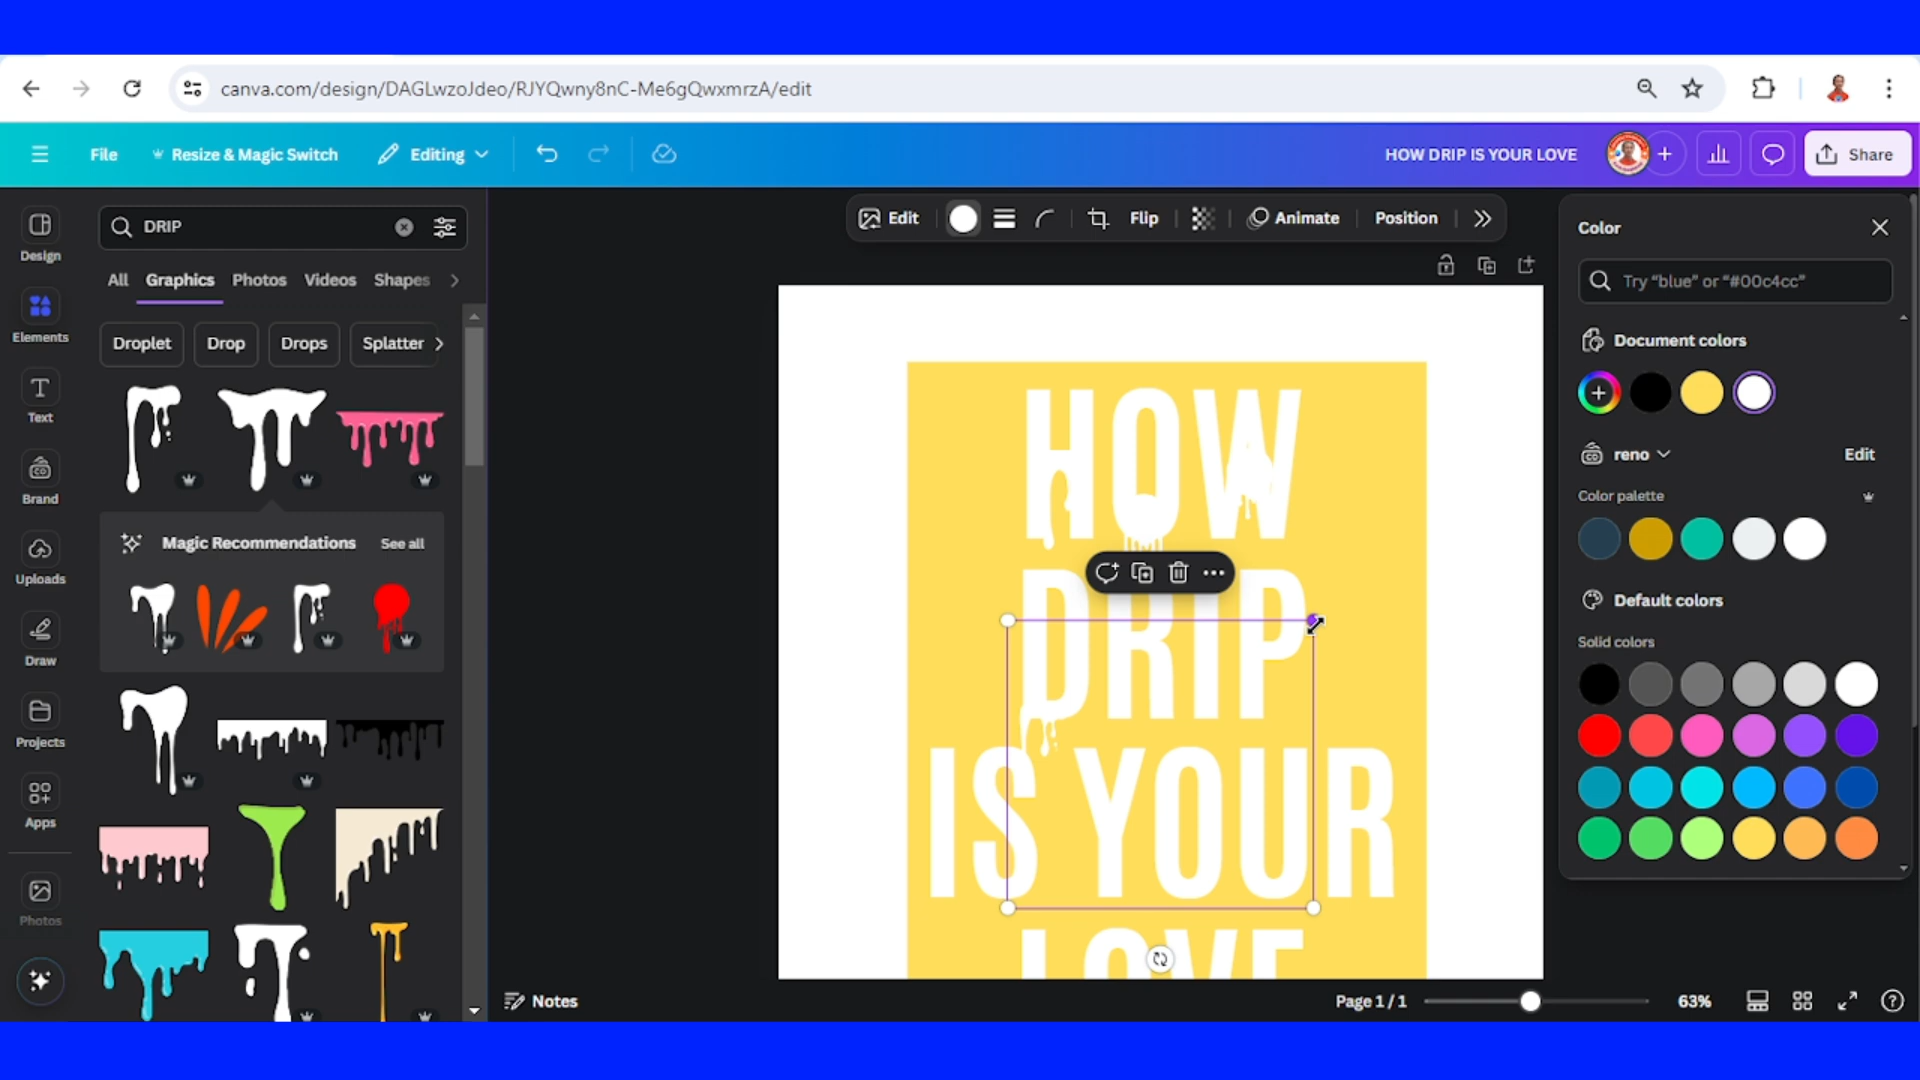 canva.com/design/DAGLwzoJdeo/RJYQwny8nC-Me6gQwxmrzA/edit
File
Resize & Magic Switch
Editing
HOW DRIP IS YOUR LOVE
Share
Design
Elements
Text
Brand
Uploads
Draw
Projects
Apps
Photos
DRIP
All Graphics Photos Videos Shapes
Droplet Drop Drops Splatter
Magic Recommendations See all
Edit
Flip
Animate
Position
HOW
DRIP
IS YOUR
LOVE
Notes
Page 1 / 1
63%
Color
Try “blue” or “#00c4cc”
Document colors
reno
Edit
Color palette
Default colors
Solid colors